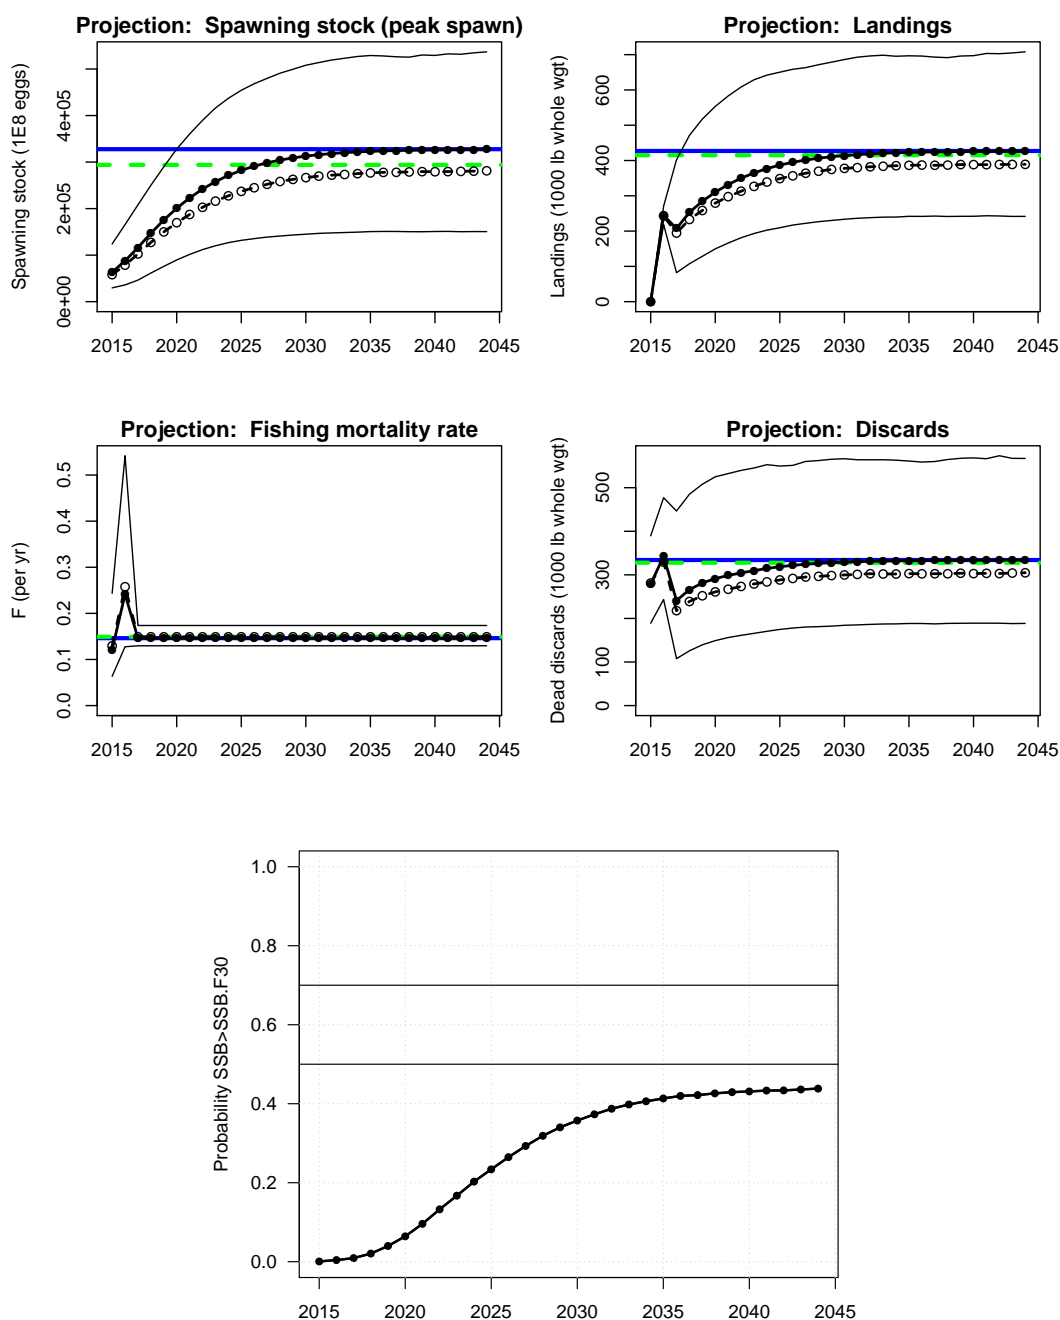 Projection: Spawning stock (peak spawn)
Spawning stock (1E8 eggs)
0e+00 2e+05 4e+05
2015 2020 2025 2030 2035 2040 2045
Projection: Landings
Landings (1000 lb whole wgt)
0 200 400 600
2015 2020 2025 2030 2035 2040 2045
Projection: Fishing mortality rate
F (per yr)
0.0 0.1 0.2 0.3 0.4 0.5
2015 2020 2025 2030 2035 2040 2045
Projection: Discards
Dead discards (1000 lb whole wgt)
0 100 300 500
2015 2020 2025 2030 2035 2040 2045
Probability SSB>SSB.F30
0.0 0.2 0.4 0.6 0.8 1.0
2015 2020 2025 2030 2035 2040 2045